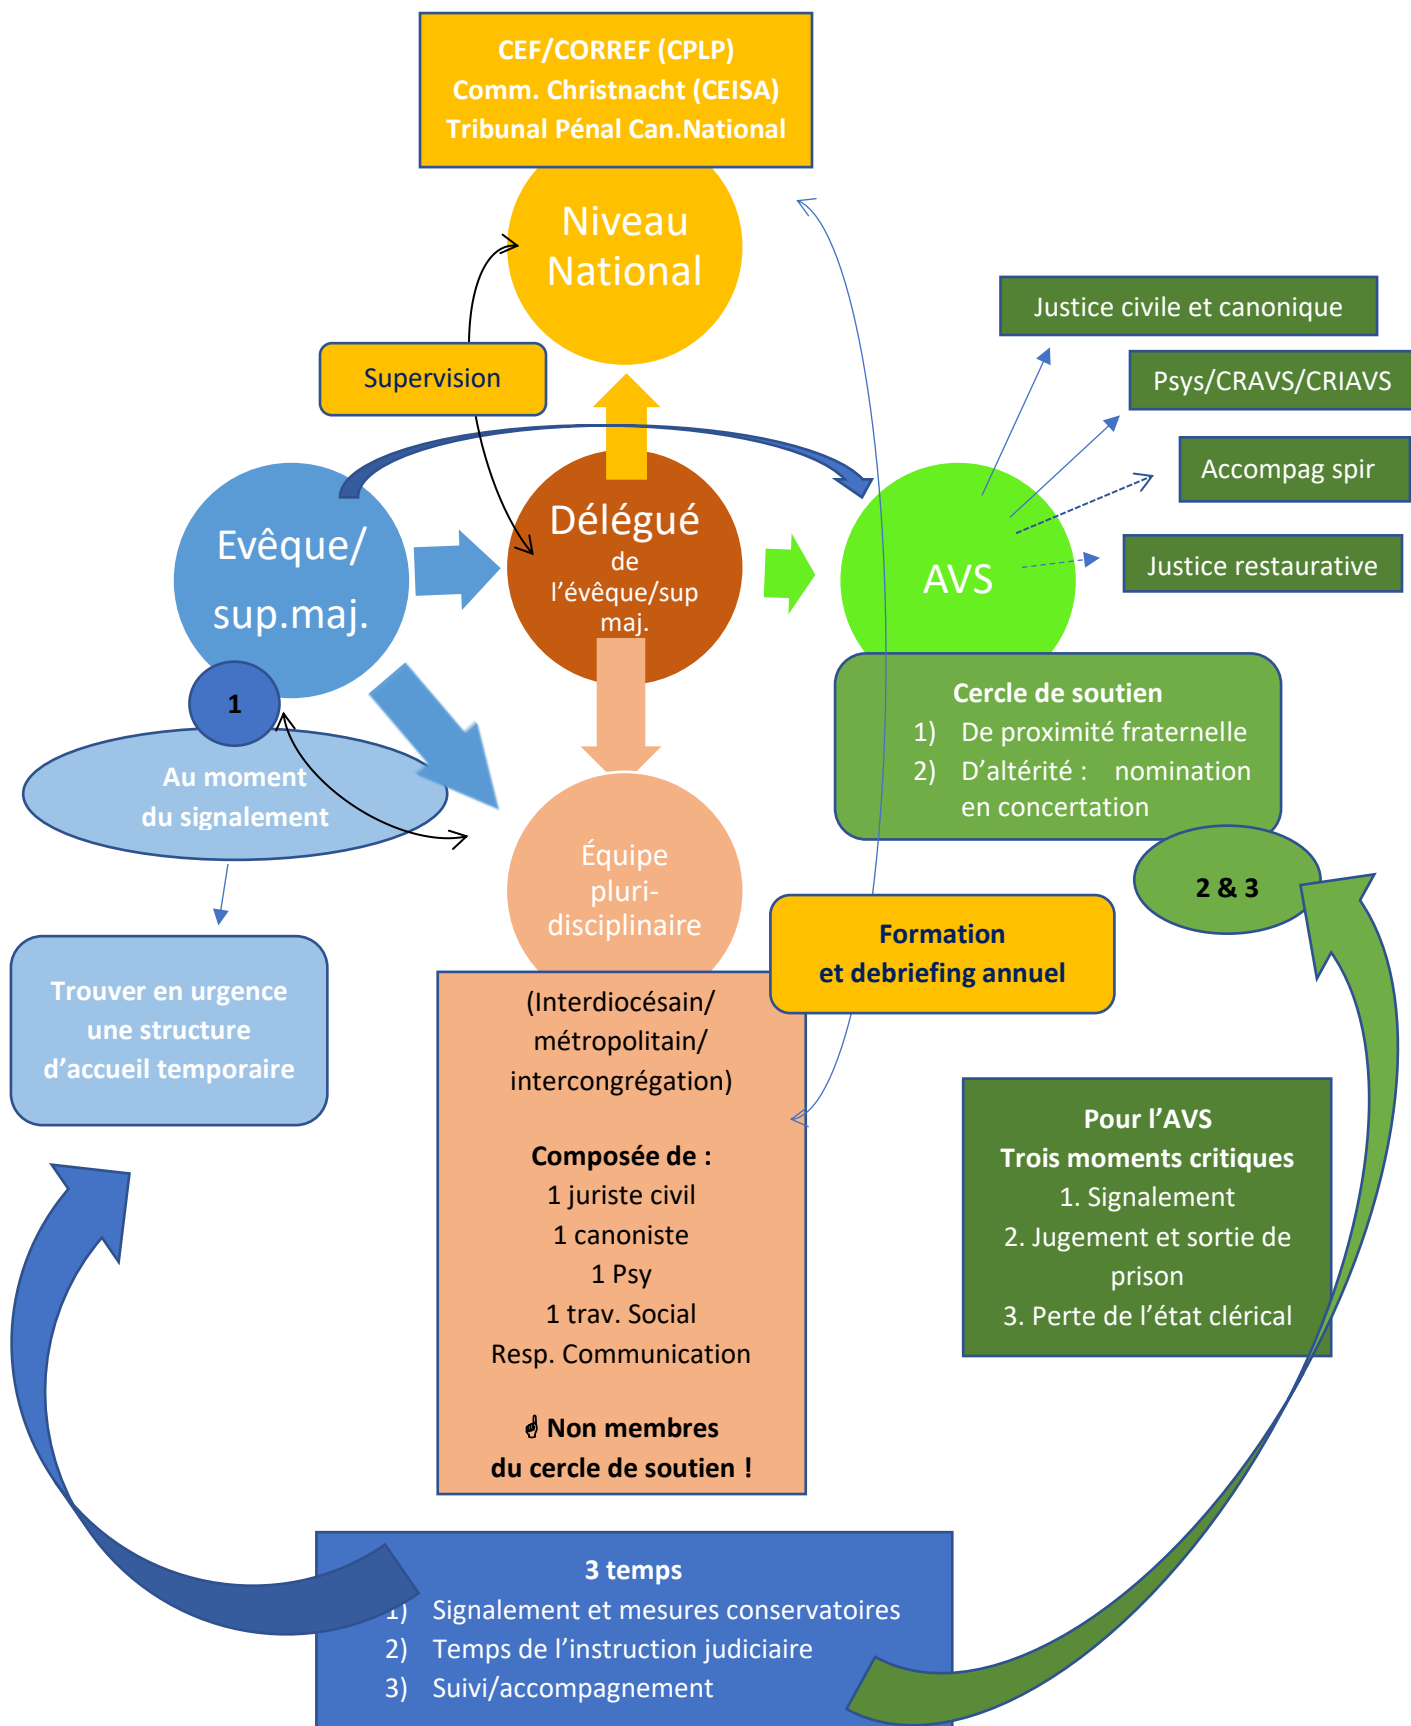 CEF/CORREF (CPLP)
Comm. Christnacht (CEISA)
Tribunal Pénal Can.National
Niveau
National
Supervision
Justice civile et canonique
Psys/CRAVS/CRIAVS
Accompag spir
Justice restaurative
Evêque/
sup.maj.
Délégué
de
l’évêque/sup
maj.
AVS
1
Au moment
du signalement
Cercle de soutien
1) De proximité fraternelle
2) D’altérité : nomination
en concertation
2 & 3
Équipe
pluri-
disciplinaire
Formation
et debriefing annuel
Trouver en urgence
une structure
d’accueil temporaire
(Interdiocésain/
métropolitain/
intercongrégation)
Composée de :
1 juriste civil
1 canoniste
1 Psy
1 trav. Social
Resp. Communication
☝ Non membres
du cercle de soutien !
Pour l’AVS
Trois moments critiques
1. Signalement
2. Jugement et sortie de
prison
3. Perte de l’état clérical
3 temps
1) Signalement et mesures conservatoires
2) Temps de l’instruction judiciaire
3) Suivi/accompagnement